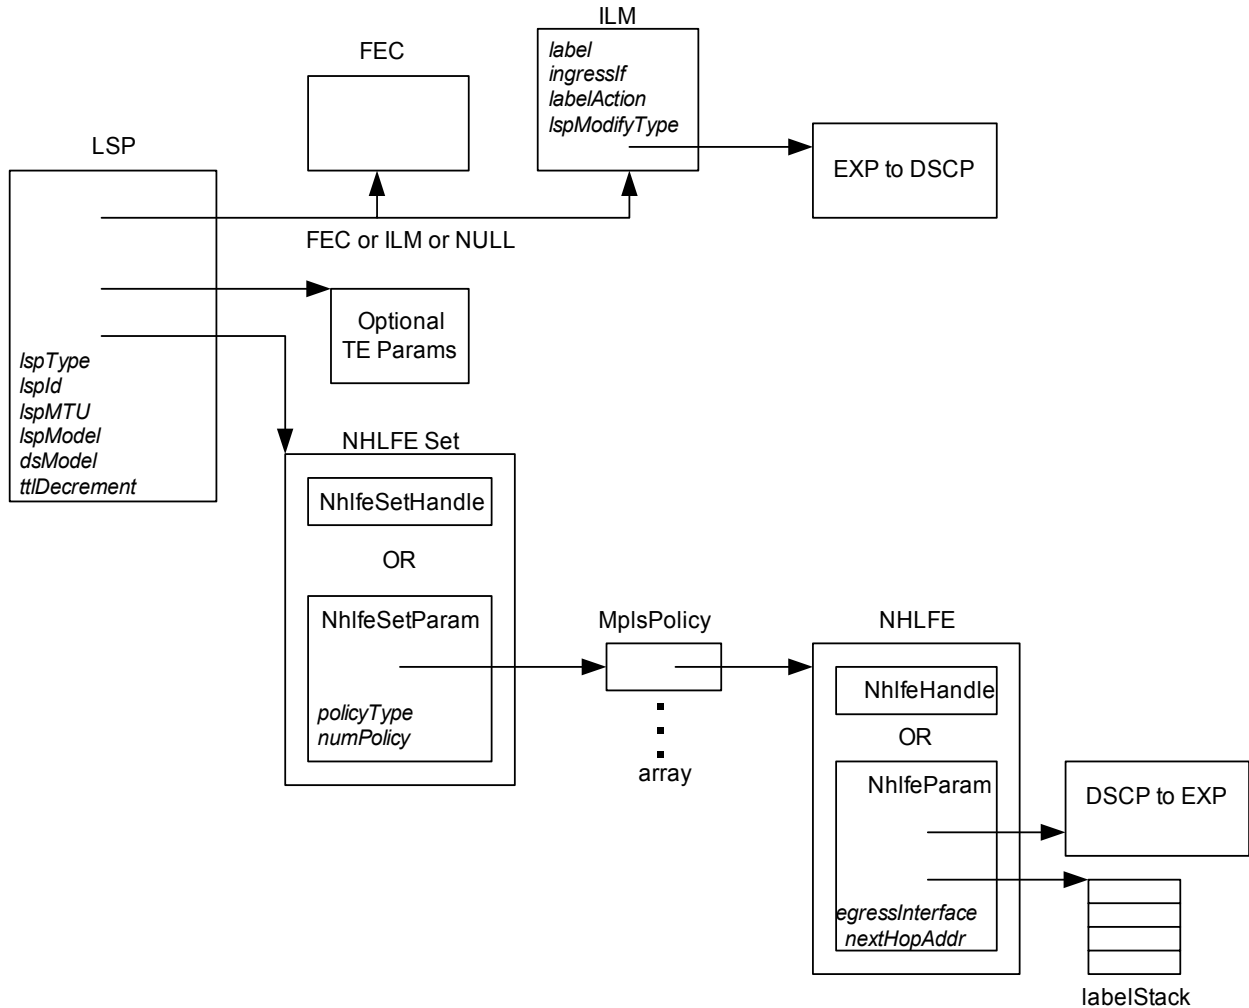 ILM
label
ingressIf
labelAction
lspModifyType
FEC
LSP
EXP to DSCP
FEC or ILM or NULL
Optional
TE Params
lspType
lspId
lspMTU
lspModel
dsModel
ttlDecrement
NHLFE Set
NhlfeSetHandle
OR
NhlfeSetParam
policyType
numPolicy
MplsPolicy
array
NHLFE
NhlfeHandle
OR
NhlfeParam
egressInterface
nextHopAddr
DSCP to EXP
labelStack